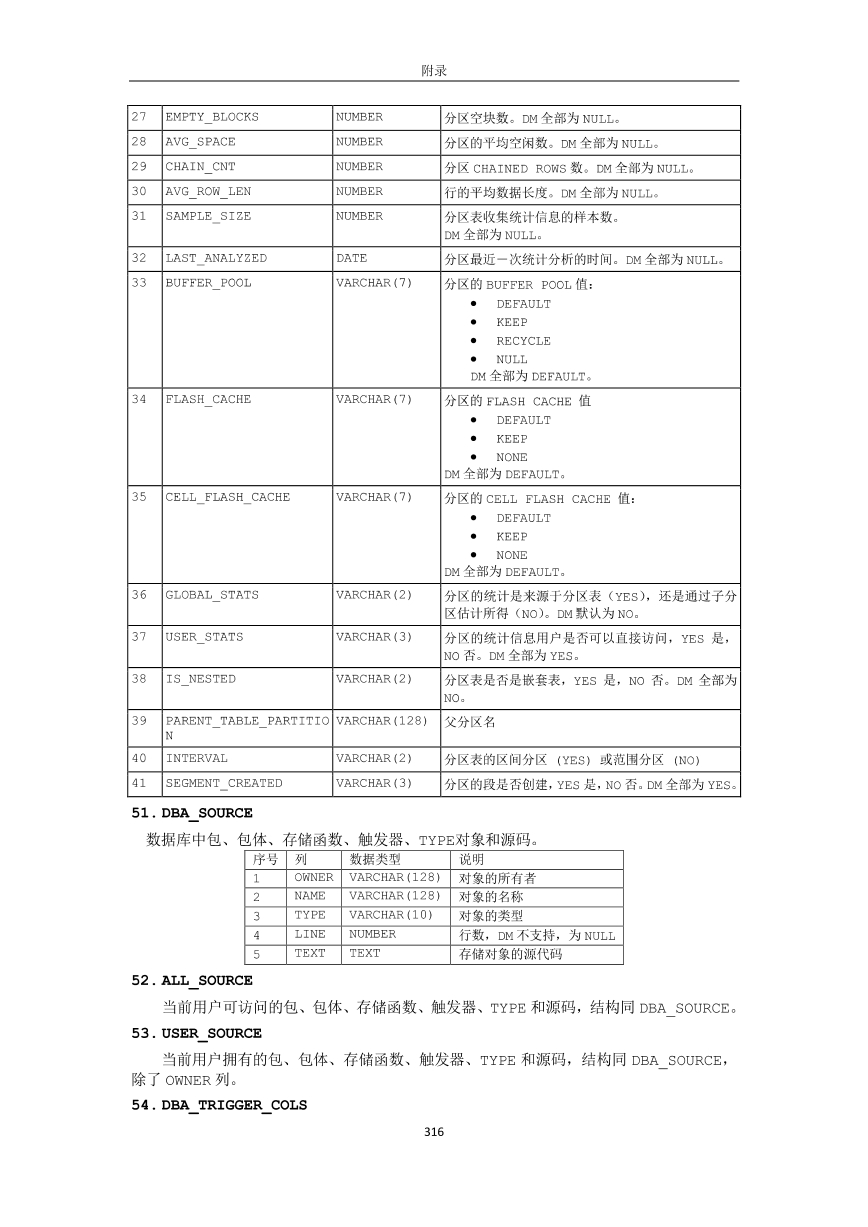 附录
27 EMPTY_BLOCKS NUMBER 分区空块数。DM 全部为 NULL。
28 AVG_SPACE NUMBER 分区的平均空闲数。DM 全部为 NULL。
29 CHAIN_CNT NUMBER 分区 CHAINED ROWS 数。DM 全部为 NULL。
30 AVG_ROW_LEN NUMBER 行的平均数据长度。DM 全部为 NULL。
31 SAMPLE_SIZE NUMBER 分区表收集统计信息的样本数。
DM 全部为 NULL。
32 LAST_ANALYZED DATE 分区最近一次统计分析的时间。DM 全部为 NULL。
33 BUFFER_POOL VARCHAR(7) 分区的 BUFFER POOL 值：
● DEFAULT
● KEEP
● RECYCLE
● NULL
DM 全部为 DEFAULT。
34 FLASH_CACHE VARCHAR(7) 分区的 FLASH CACHE 值
● DEFAULT
● KEEP
● NONE
DM 全部为 DEFAULT。
35 CELL_FLASH_CACHE VARCHAR(7) 分区的 CELL FLASH CACHE 值：
● DEFAULT
● KEEP
● NONE
DM 全部为 DEFAULT。
36 GLOBAL_STATS VARCHAR(2) 分区的统计是来源于分区表（YES），还是通过子分
区估计所得（NO）。DM 默认为 NO。
37 USER_STATS VARCHAR(3) 分区的统计信息用户是否可以直接访问，YES 是，
NO 否。DM 全部为 YES。
38 IS_NESTED VARCHAR(2) 分区表是否是嵌套表，YES 是，NO 否。DM 全部为
NO。
39 PARENT_TABLE_PARTITIO VARCHAR(128) 父分区名
N
40 INTERVAL VARCHAR(2) 分区表的区间分区 (YES) 或范围分区 (NO)
41 SEGMENT_CREATED VARCHAR(3) 分区的段是否创建，YES 是，NO 否。DM 全部为 YES。
51. DBA_SOURCE
数据库中包、包体、存储函数、触发器、TYPE对象和源码。
序号 列 数据类型 说明
1 OWNER VARCHAR(128) 对象的所有者
2 NAME VARCHAR(128) 对象的名称
3 TYPE VARCHAR(10) 对象的类型
4 LINE NUMBER 行数，DM 不支持，为 NULL
5 TEXT TEXT 存储对象的源代码
52. ALL_SOURCE
当前用户可访问的包、包体、存储函数、触发器、TYPE 和源码，结构同 DBA_SOURCE。
53. USER_SOURCE
当前用户拥有的包、包体、存储函数、触发器、TYPE 和源码，结构同 DBA_SOURCE，
除了 OWNER 列。
54. DBA_TRIGGER_COLS
316